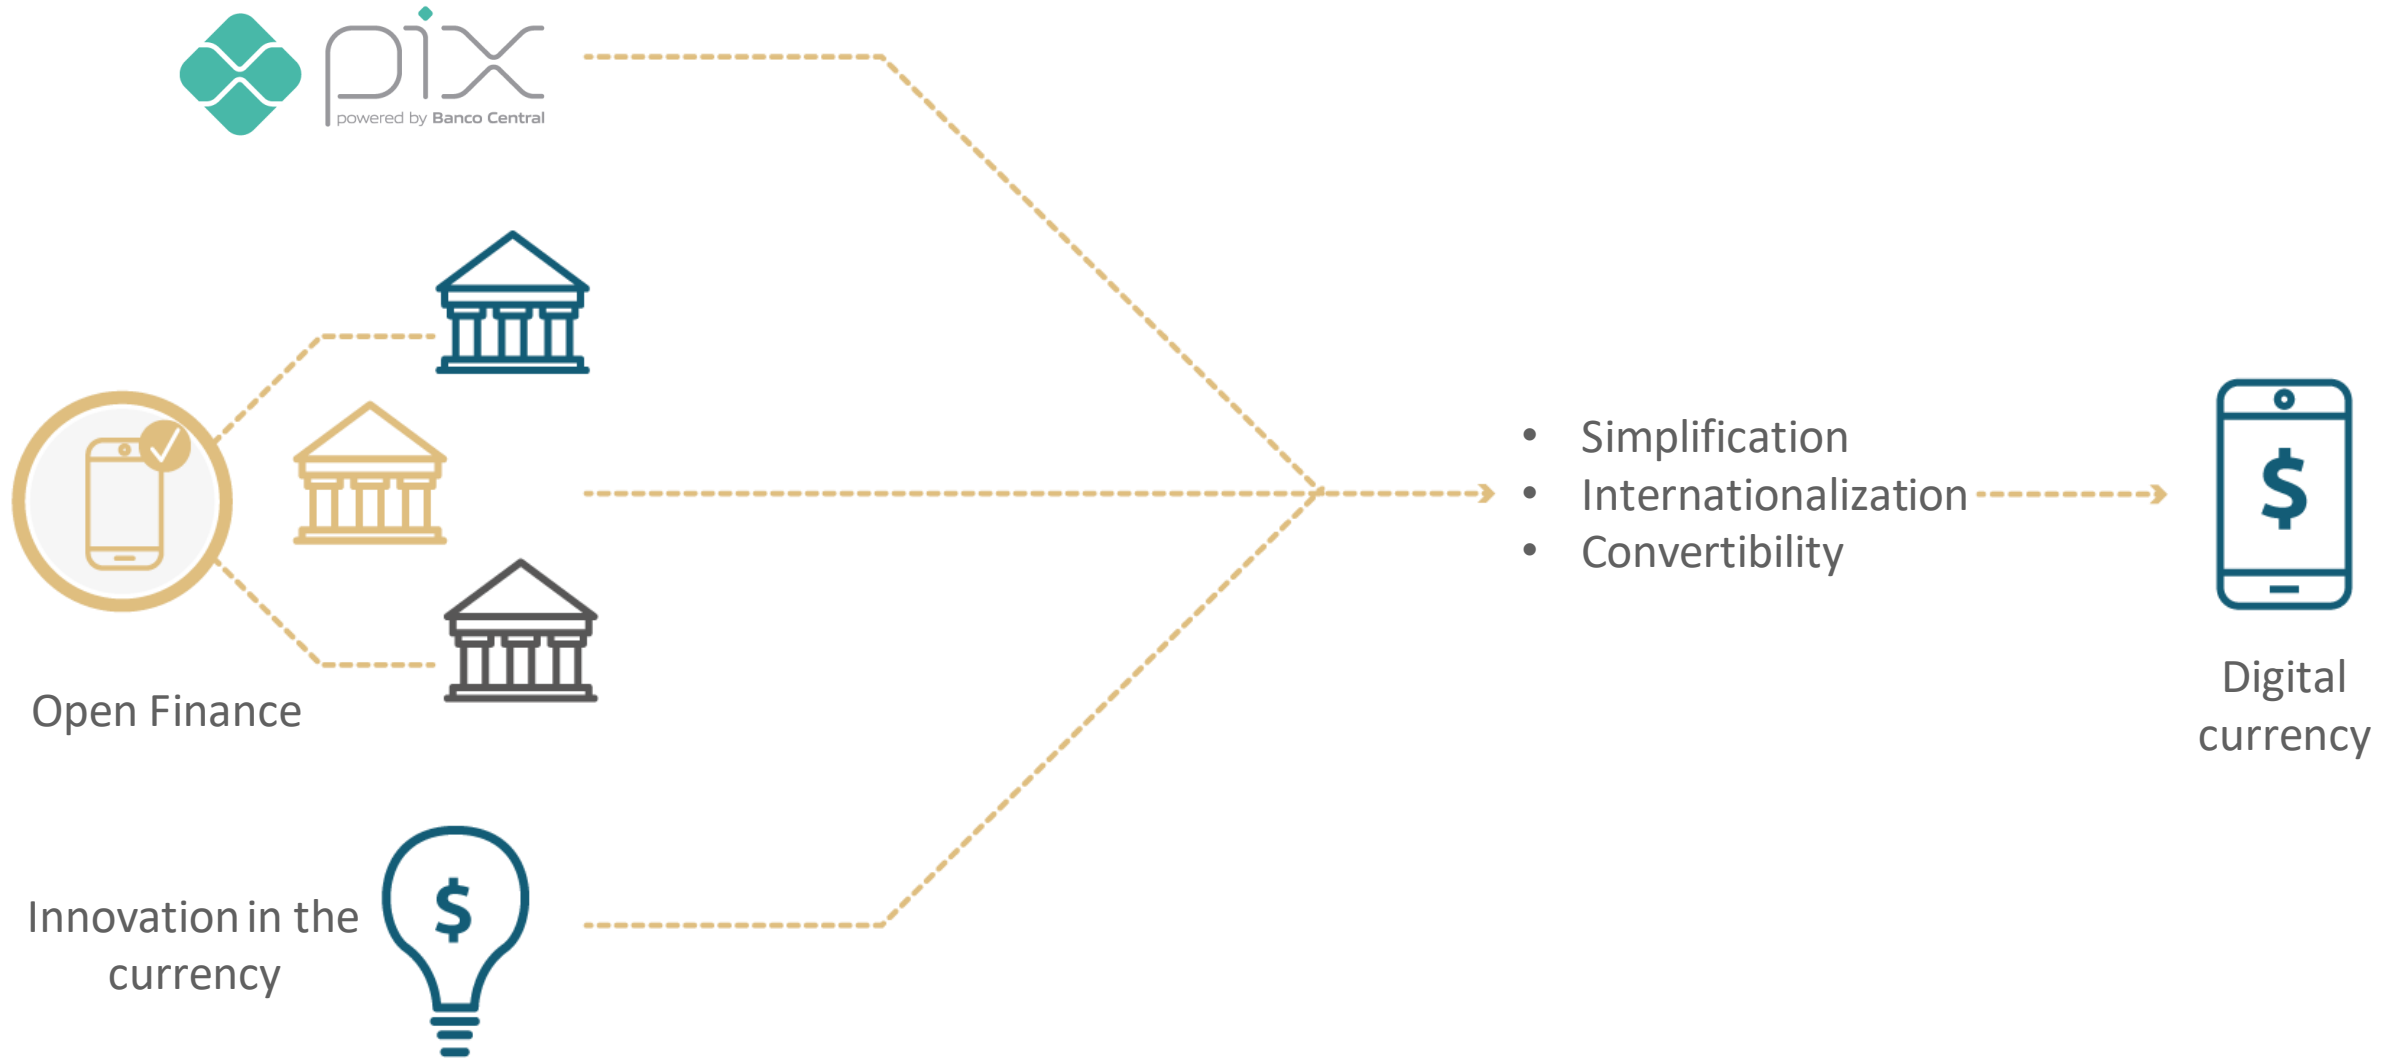 pix
powered by Banco Central
• Simplification
• Internationalization
• Convertibility
$
Digital
currency
Open Finance
$
Innovation in the
currency